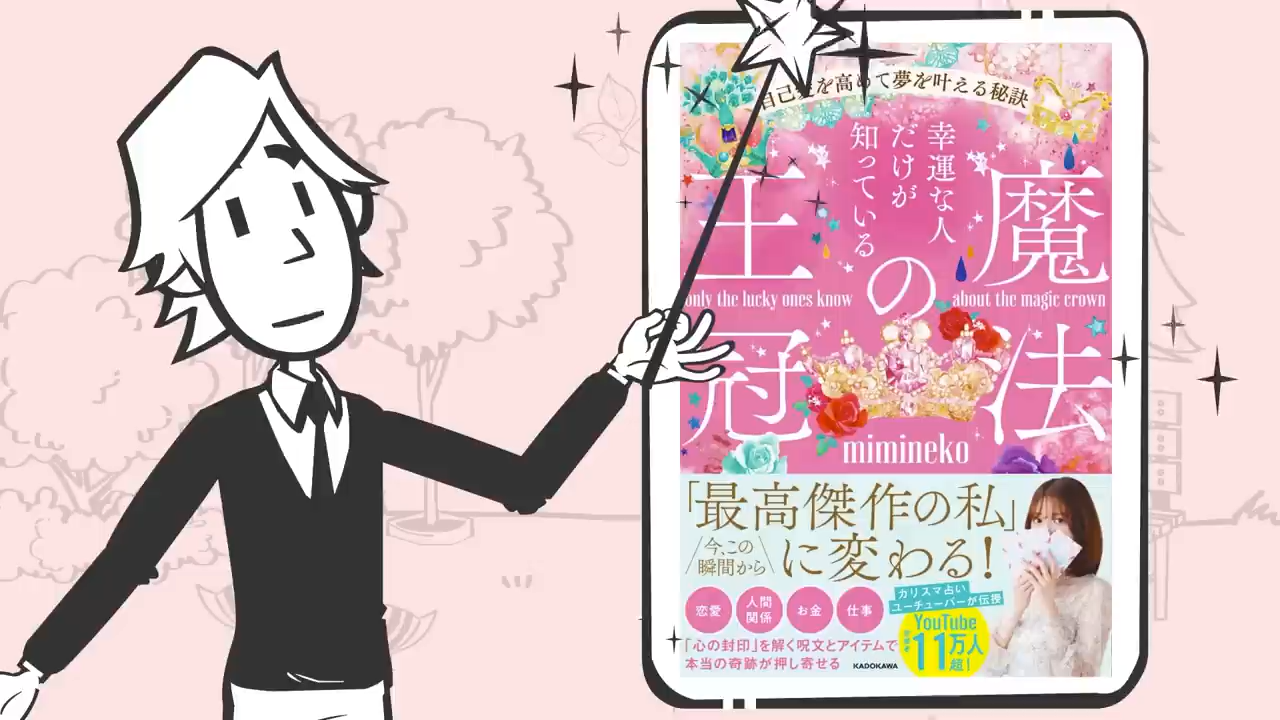 自己愛を高めて夢を叶える秘訣
幸運な人
だけが
知っている
魔法
の
王冠
only the lucky ones know
about the magic crown
mimineko
「最高傑作の私」
今、この
瞬間から
に変わる!
カリスマ占い
ユーチューバーが伝授
恋愛
人間
関係
お金
仕事
YouTube
登録者
11万人
超!
「心の封印」を解く呪文とアイテムで
本当の奇跡が押し寄せる
KADOKAWA